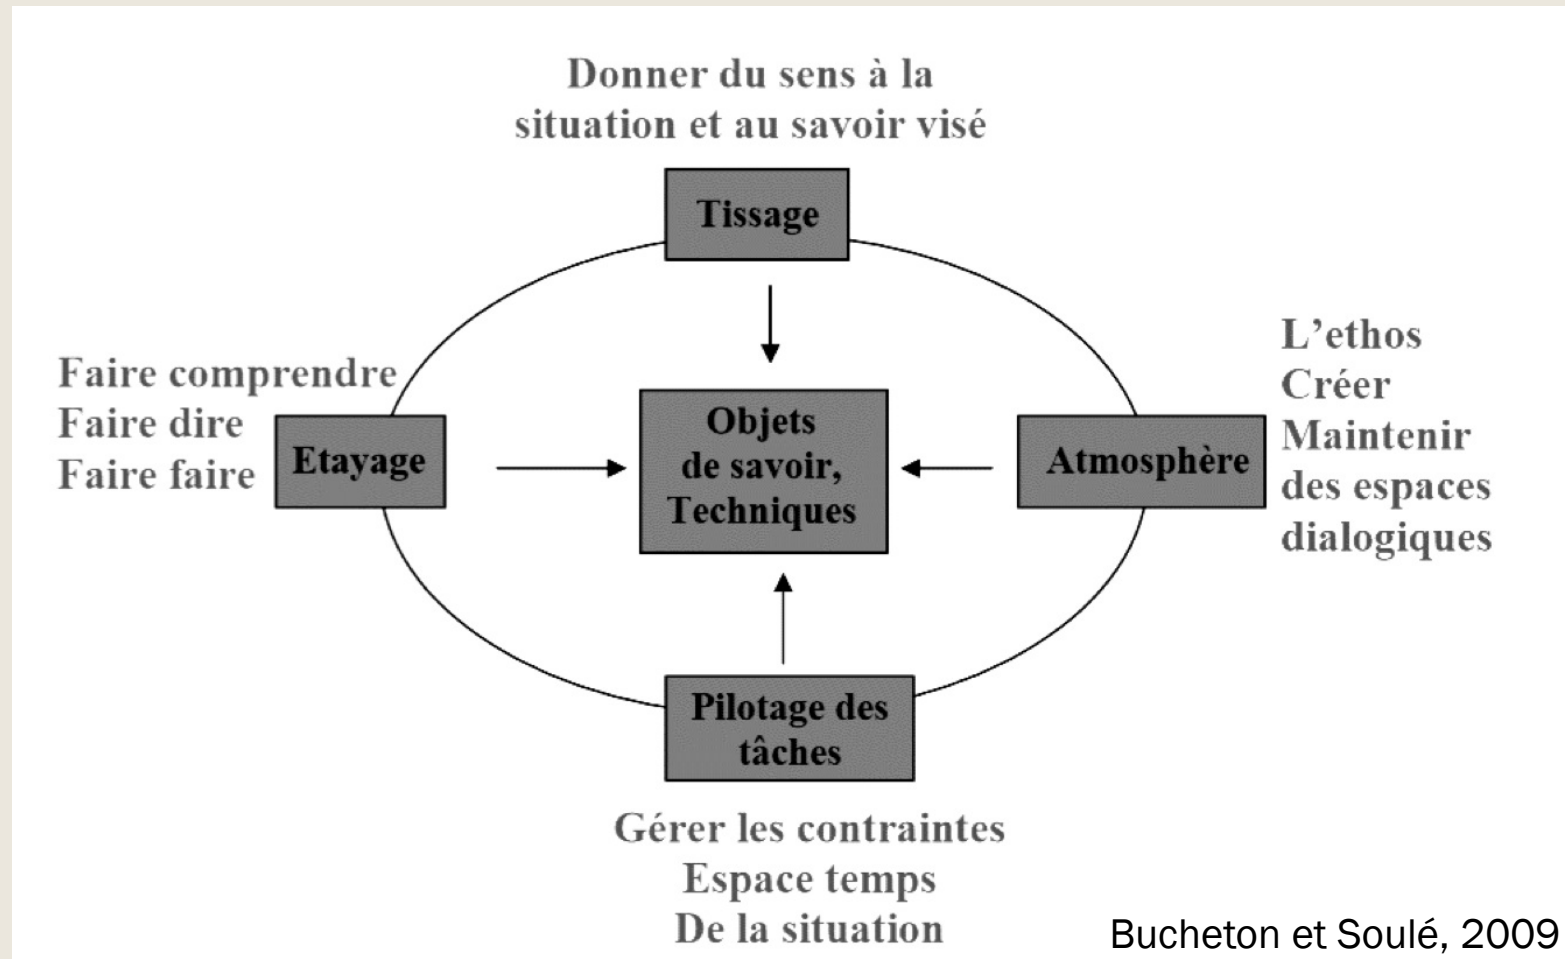 Donner du sens à la
situation et au savoir visé
Tissage
Faire comprendre
Faire dire
Faire faire
Etayage
Objets
de savoir,
Techniques
Atmosphère
L’ethos
Créer
Maintenir
des espaces
dialogiques
Pilotage des
tâches
Gérer les contraintes
Espace temps
De la situation
Bucheton et Soulé, 2009